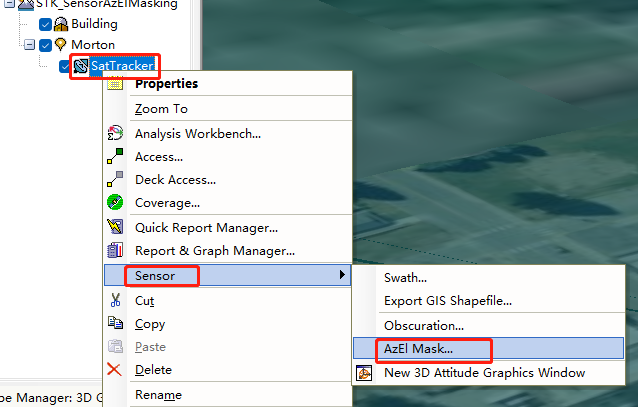 STK_SensorAzElMasking
Building
Morton
SatTracker
Properties
Zoom To
Analysis Workbench...
Access...
Deck Access...
Coverage...
Quick Report Manager...
Report & Graph Manager...
Sensor
Cut
Copy
Paste
Delete
Rename
Swath...
Export GIS Shapefile...
Obscuration...
AzEl Mask...
New 3D Attitude Graphics Window
pe Manager: 3D G